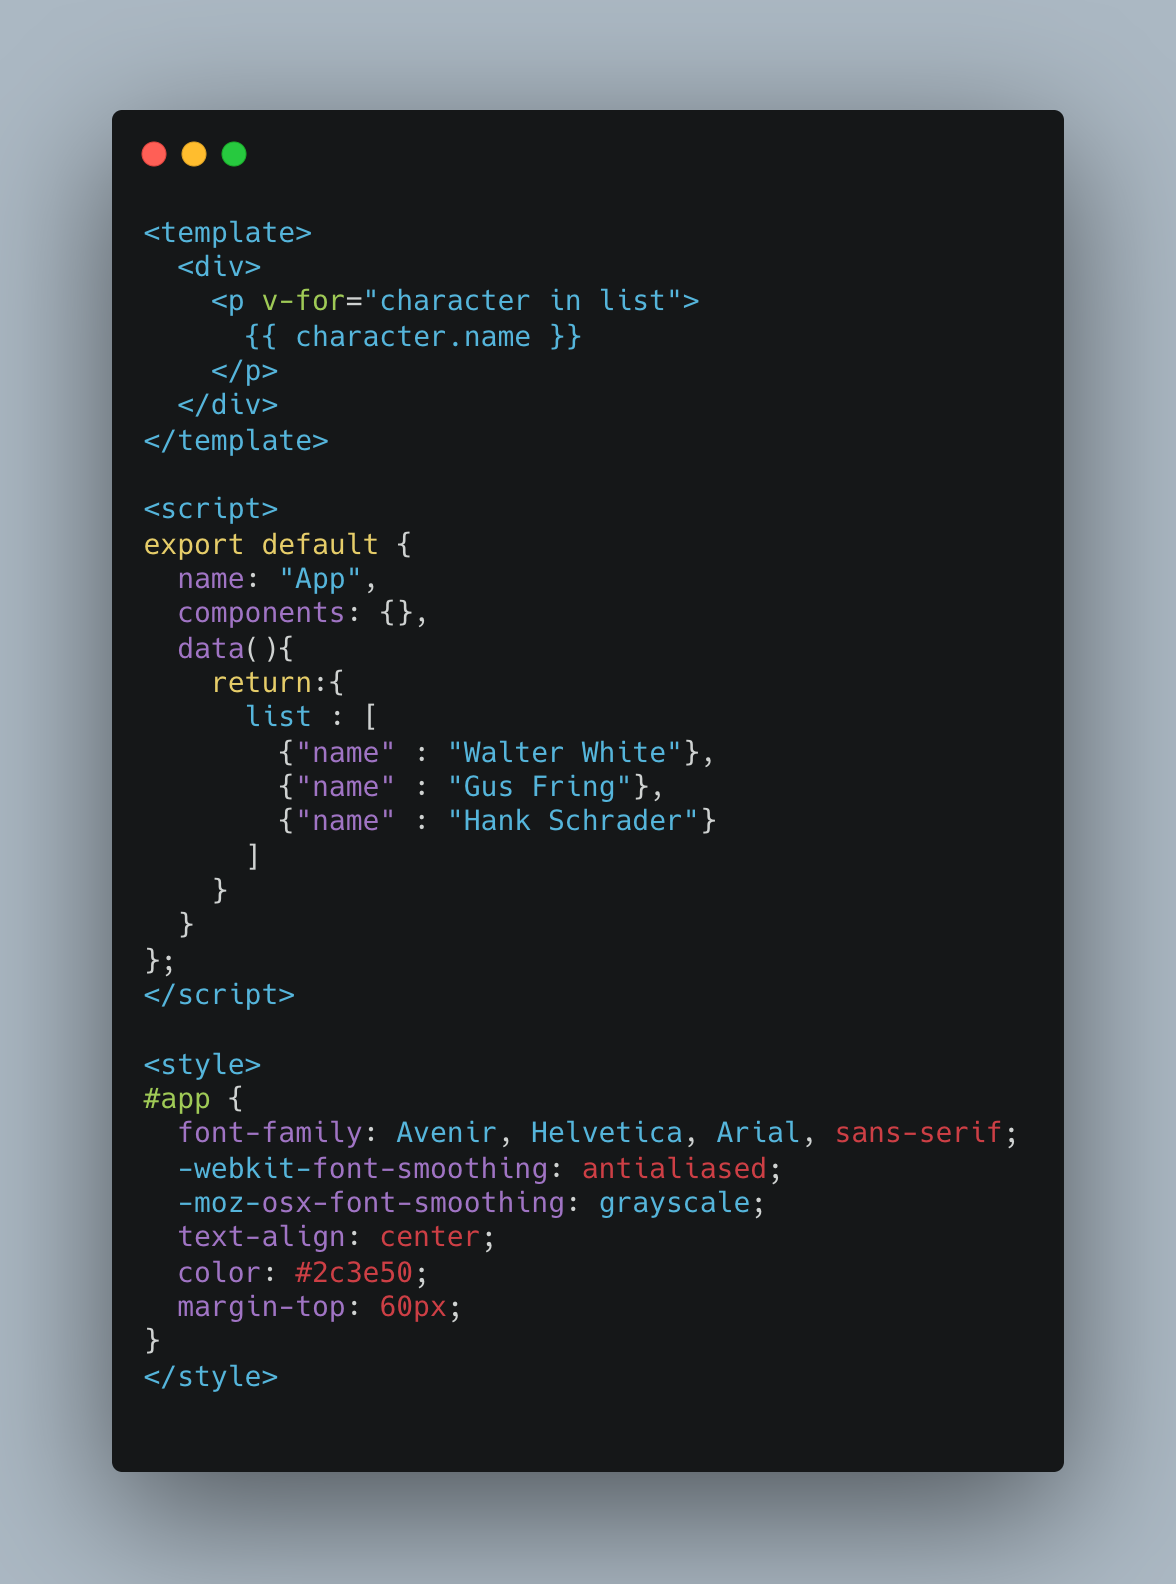 <template>
  <div>
    <p v-for="character in list">
      {{ character.name }}
    </p>
  </div>
</template>

<script>
export default {
  name: "App",
  components: {},
  data(){
    return:{
      list : [
        {"name" : "Walter White"},
        {"name" : "Gus Fring"},
        {"name" : "Hank Schrader"}
      ]
    }
  }
};
</script>

<style>
#app {
  font-family: Avenir, Helvetica, Arial, sans-serif;
  -webkit-font-smoothing: antialiased;
  -moz-osx-font-smoothing: grayscale;
  text-align: center;
  color: #2c3e50;
  margin-top: 60px;
}
</style>